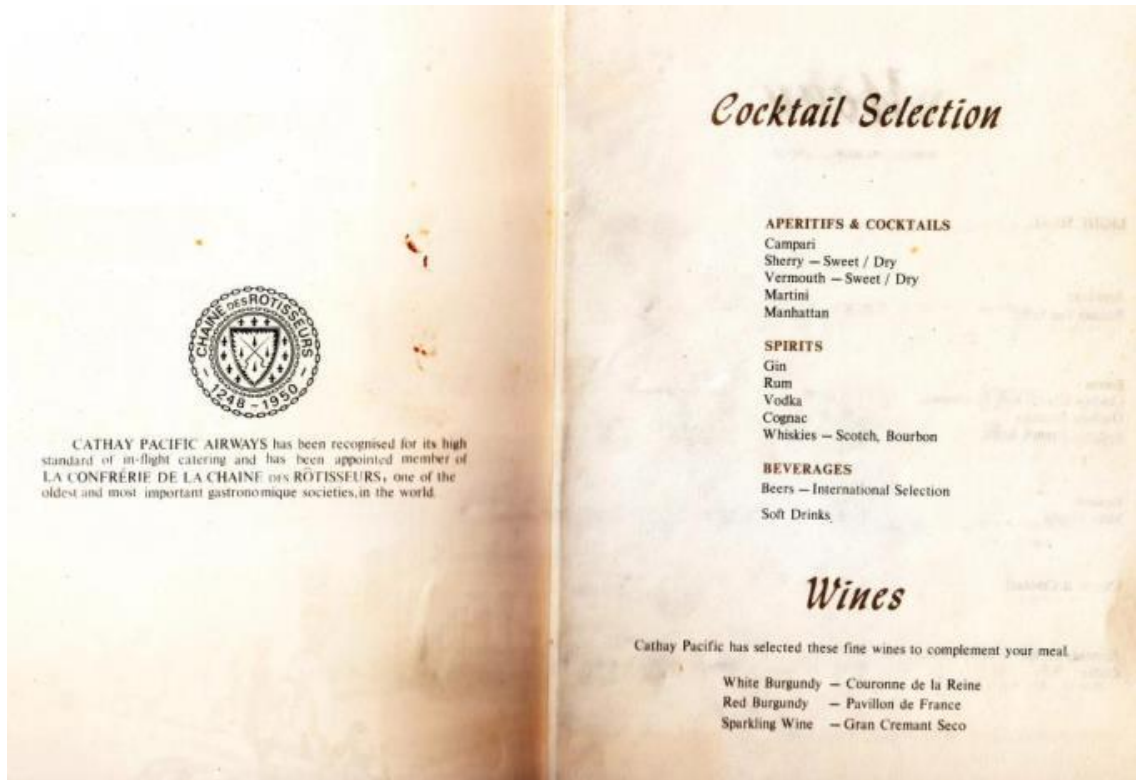 CHAINE DES ROTISSEURS
1248 - 1950
CATHAY PACIFIC AIRWAYS has been recognised for its high
standard of in-flight catering and has been appointed member of
LA CONFRÉRIE DE LA CHAINE DES RÔTISSEURS, one of the
oldest and most important gastronomique societies in the world.
Cocktail Selection
APERITIFS & COCKTAILS
Campari
Sherry — Sweet / Dry
Vermouth — Sweet / Dry
Martini
Manhattan
SPIRITS
Gin
Rum
Vodka
Cognac
Whiskies — Scotch, Bourbon
BEVERAGES
Beers — International Selection
Soft Drinks
Wines
Cathay Pacific has selected these fine wines to complement your meal
White Burgundy — Couronne de la Reine
Red Burgundy — Pavillon de France
Sparkling Wine — Gran Cremant Seco